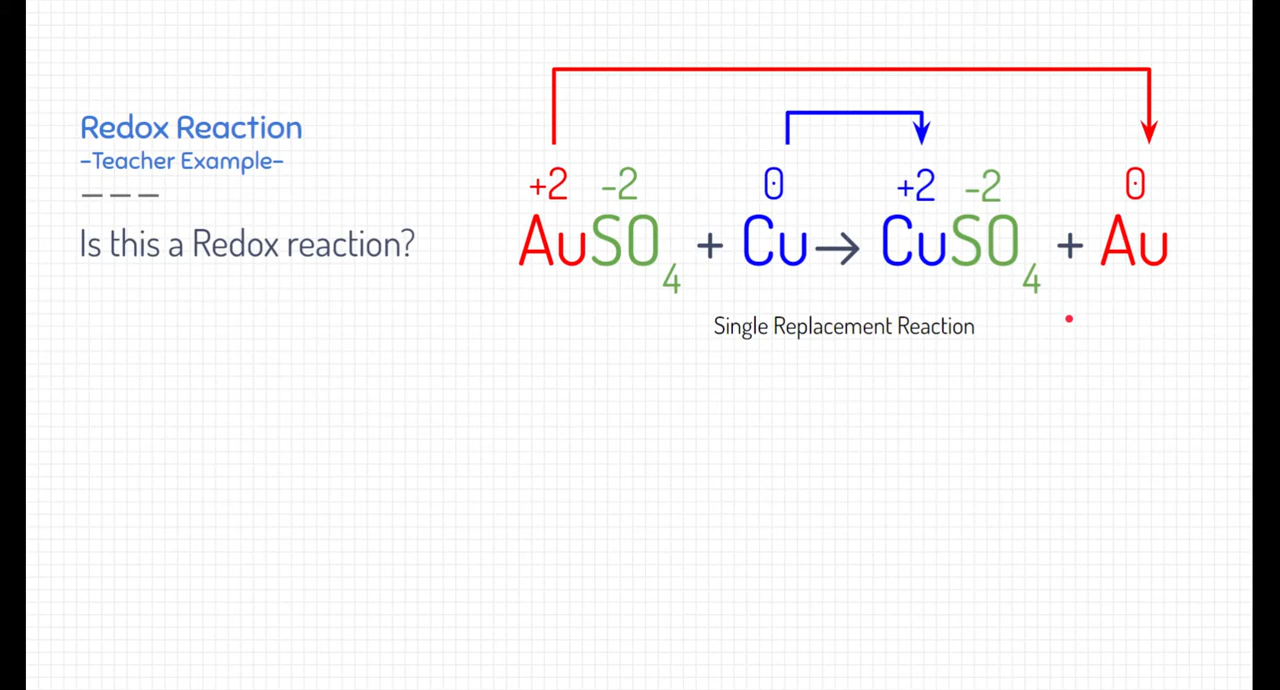 Redox Reaction
-Teacher Example-
Is this a Redox reaction?
+2 -2 0 +2 -2 0
AuSO4 + Cu → CuSO4 + Au
Single Replacement Reaction